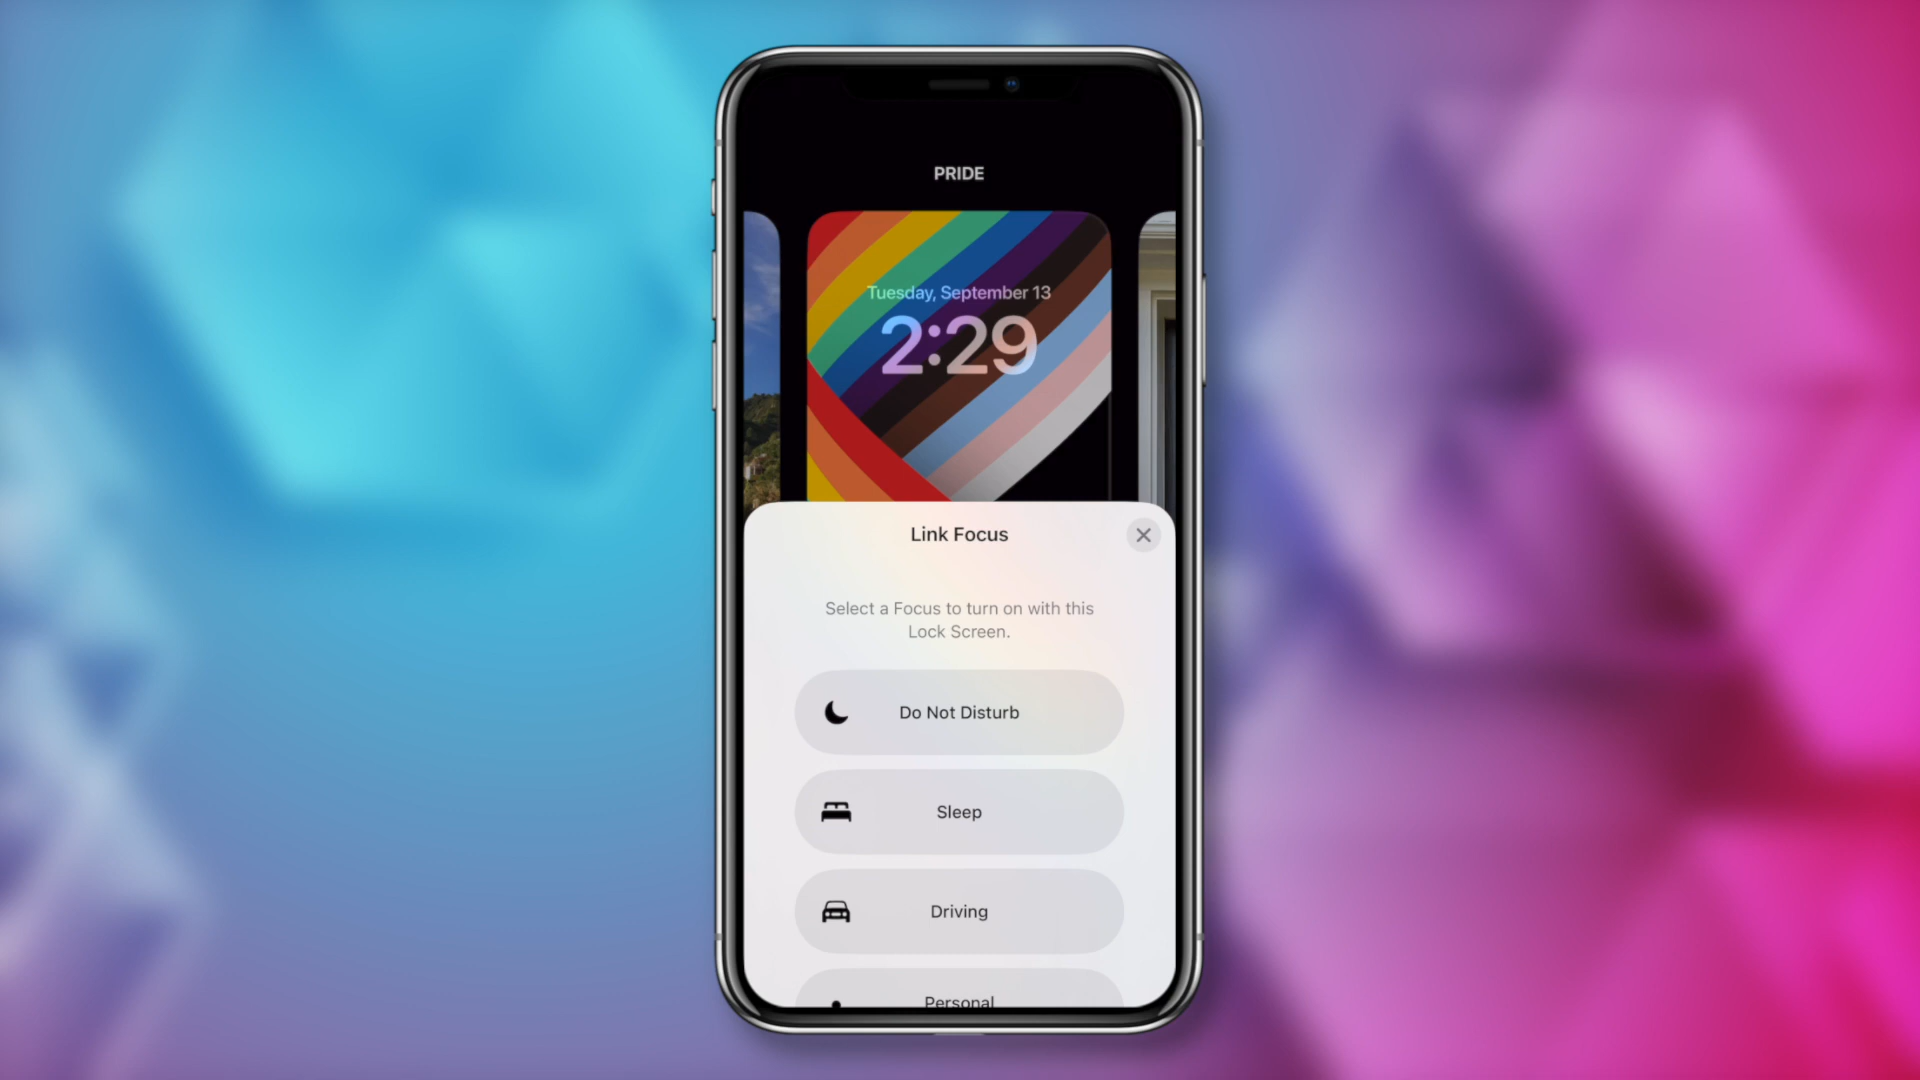 PRIDE
Tuesday, September 13
2:29
Link Focus
Select a Focus to turn on with this
Lock Screen.
Do Not Disturb
Sleep
Driving
Personal